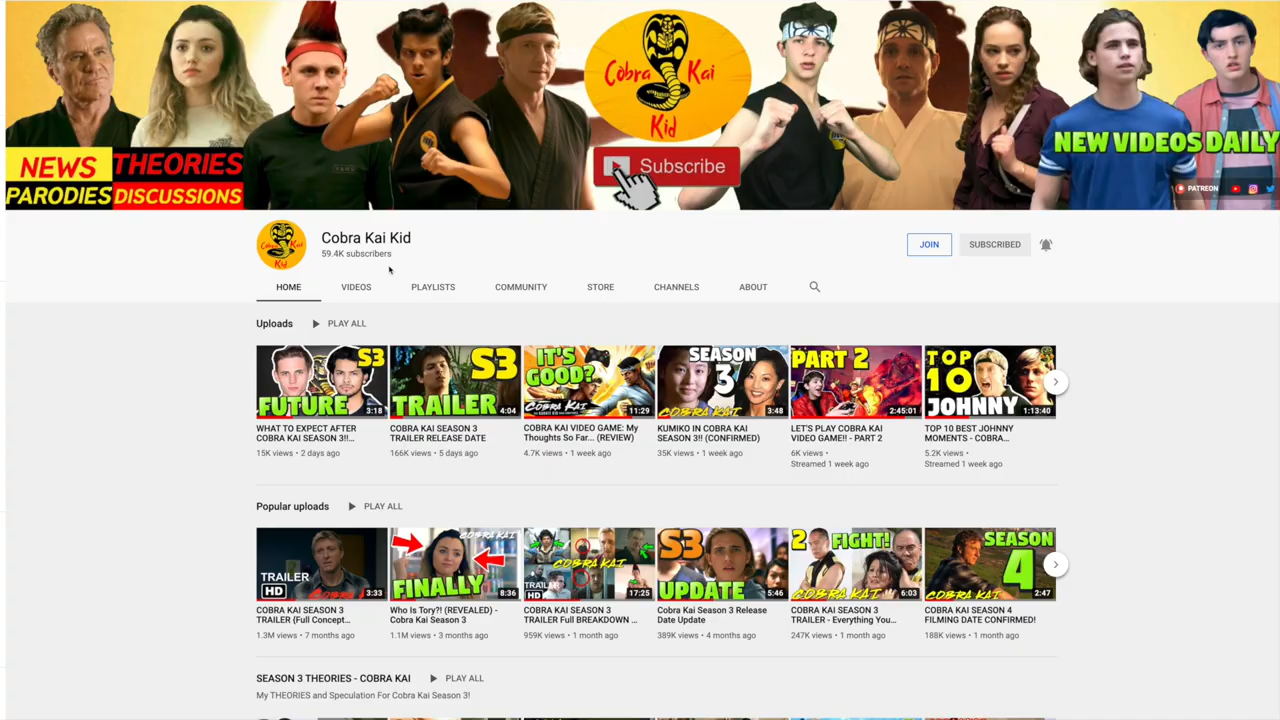 Cobra Kai
Kid
Subscribe
NEWS THEORIES
PARODIES DISCUSSIONS
NEW VIDEOS DAILY
PATREON
Cobra Kai Kid
59.4K subscribers
JOIN
SUBSCRIBED
HOME VIDEOS PLAYLISTS COMMUNITY STORE CHANNELS ABOUT
Uploads PLAY ALL
S3
FUTURE
3:18
S3
TRAILER
4:04
IT'S
GOOD?
COBRA KAI
11:29
SEASON
3
COBRA KAI
3:48
PART 2
2:45:01
TOP
10
JOHNNY
1:13:40
WHAT TO EXPECT AFTER
COBRA KAI SEASON 3!!...
15K views • 2 days ago
COBRA KAI SEASON 3
TRAILER RELEASE DATE
166K views • 5 days ago
COBRA KAI VIDEO GAME: My
Thoughts So Far... (REVIEW)
4.7K views • 1 week ago
KUMIKO IN COBRA KAI
SEASON 3!! (CONFIRMED)
35K views • 1 week ago
LET'S PLAY COBRA KAI
VIDEO GAME!! - PART 2
6K views •
Streamed 1 week ago
TOP 10 BEST JOHNNY
MOMENTS - COBRA...
5.2K views •
Streamed 1 week ago
Popular uploads PLAY ALL
TRAILER
HD
3:33
COBRA KAI
FINALLY
8:36
COBRA KAI
TRAILER
HD
17:25
S3
UPDATE
5:46
2
FIGHT!
COBRA KAI
6:03
SEASON
4
COBRA KAI
2:47
COBRA KAI SEASON 3
TRAILER (Full Concept...
1.3M views • 7 months ago
Who Is Tory?! (REVEALED) -
Cobra Kai Season 3
1.1M views • 3 months ago
COBRA KAI SEASON 3
TRAILER Full BREAKDOWN ...
959K views • 1 month ago
Cobra Kai Season 3 Release
Date Update
389K views • 4 months ago
COBRA KAI SEASON 3
TRAILER - Everything You...
247K views • 1 month ago
COBRA KAI SEASON 4
FILMING DATE CONFIRMED!
188K views • 1 month ago
SEASON 3 THEORIES - COBRA KAI PLAY ALL
My THEORIES and Speculation For Cobra Kai Season 3!